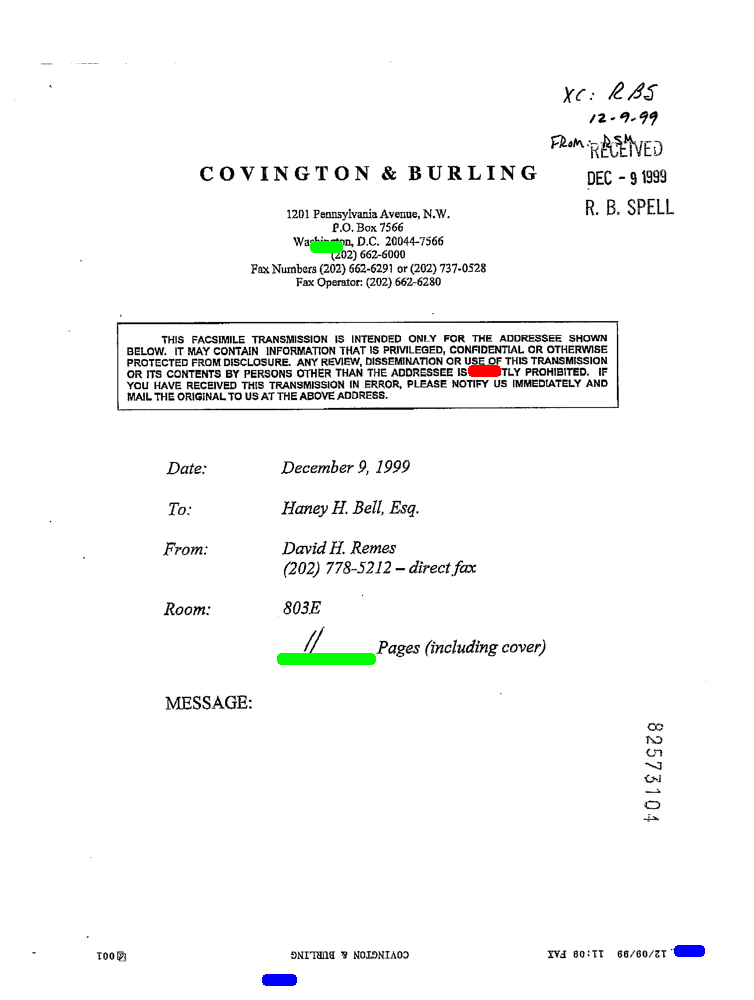 XC: RBS
12-9-99
From: DSM
RECEIVED
DEC - 9 1999
R. B. SPELL
COVINGTON & BURLING
1201 Pennsylvania Avenue, N.W.
P.O. Box 7566
D.C. 20044-7566
(202) 662-6000
Fax Numbers (202) 662-6291 or (202) 737-0528
Fax Operator: (202) 662-6280
THIS FACSIMILE TRANSMISSION IS INTENDED ONLY FOR THE ADDRESSEE SHOWN
BELOW. IT MAY CONTAIN INFORMATION THAT IS PRIVILEGED, CONFIDENTIAL OR OTHERWISE
PROTECTED FROM DISCLOSURE. ANY REVIEW, DISSEMINATION OR USE OF THIS TRANSMISSION
OR ITS CONTENTS BY PERSONS OTHER THAN THE ADDRESSEE IS PROHIBITED. IF
YOU HAVE RECEIVED THIS TRANSMISSION IN ERROR, PLEASE NOTIFY US IMMEDIATELY AND
MAIL THE ORIGINAL TO US AT THE ABOVE ADDRESS.
Date: December 9, 1999
To: Haney H. Bell, Esq.
From: David H. Remes
(202) 778-5212 – direct fax
Room: 803E
11 Pages (including cover)
MESSAGE:
82573104
12/09/99 11:09 FAX COVINGTON & BURLING 001